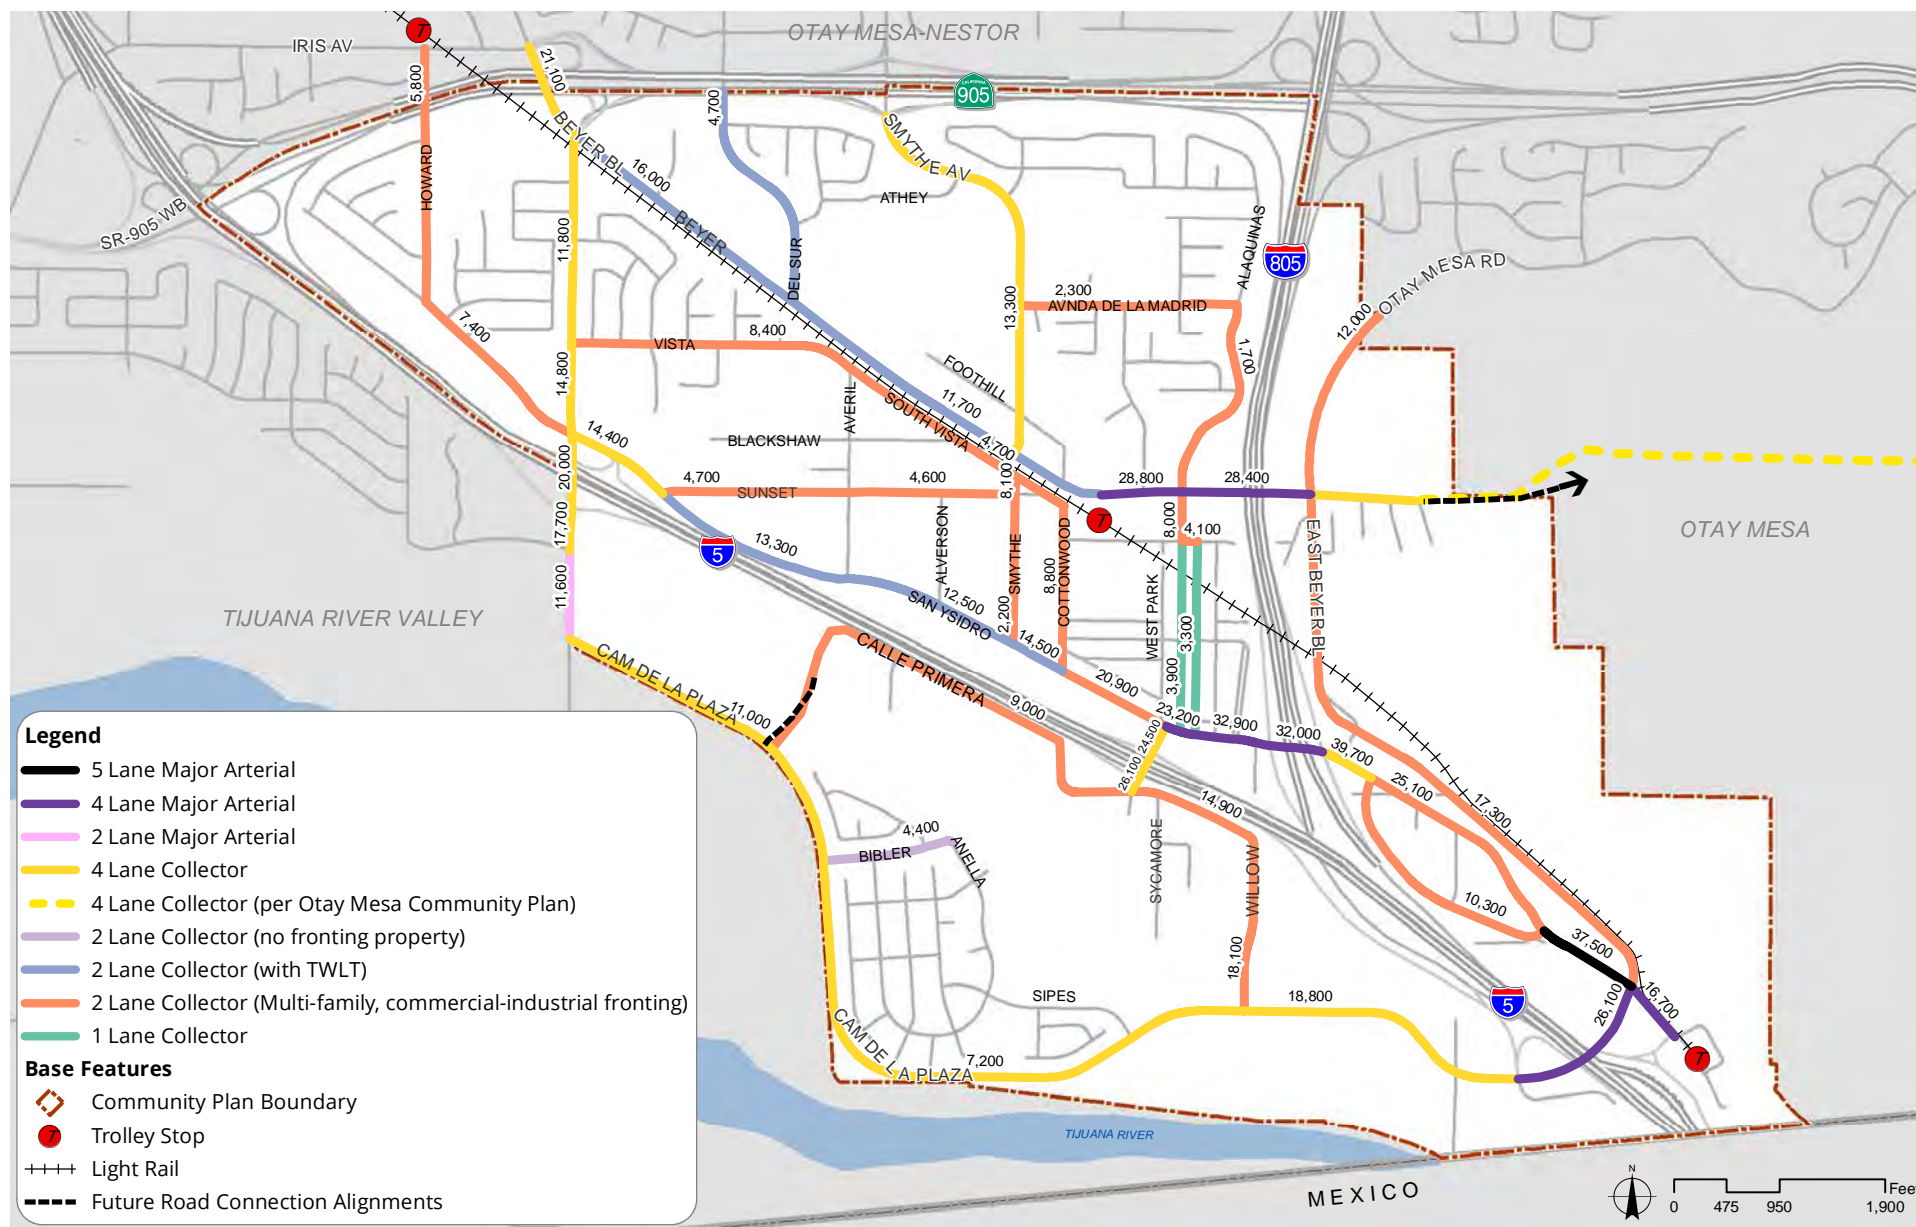 OTAY MESA-NESTOR
IRIS AV
5,800
21,100
CALIFORNIA
905
4,700
BEYER BL
SMYTHE AV
16,000
HOWARD
ATHEY
SR-905 WB
BEYER
11,800
DEL SUR
ALAQUINAS
805
OTAY MESA RD
2,300
AVNDA DE LA MADRID
13,300
12,000
7,400
8,400
VISTA
1,700
14,800
FOOTHILL
AVERIL
11,700
SOUTH VISTA
14,400
BLACKSHAW
4,700
20,000
4,700
4,600
8,100
28,800
28,400
SUNSET
OTAY MESA
17,700
5
13,300
ALVERSON
SMYTHE
COTTONWOOD
8,800
8,000
4,100
EAST BEYER BL
11,600
12,500
SAN YSIDRO
2,200
14,500
WEST PARK
3,300
TIJUANA RIVER VALLEY
CAM DE LA PLAZA
11,000
CALLE PRIMERA
9,000
20,900
3,900
23,200
32,900
32,000
39,700
24,500
26,100
25,100
14,900
17,300
4,400
BIBLER
ANELLA
SYCAMORE
WILLOW
10,300
37,500
18,100
SIPES
18,800
5
26,100
16,700
CAM DE LA PLAZA
7,200
TIJUANA RIVER
MEXICO
Legend
5 Lane Major Arterial
4 Lane Major Arterial
2 Lane Major Arterial
4 Lane Collector
4 Lane Collector (per Otay Mesa Community Plan)
2 Lane Collector (no fronting property)
2 Lane Collector (with TWLT)
2 Lane Collector (Multi-family, commercial-industrial fronting)
1 Lane Collector
Base Features
Community Plan Boundary
Trolley Stop
Light Rail
Future Road Connection Alignments
N
Feet
0 475 950 1,900